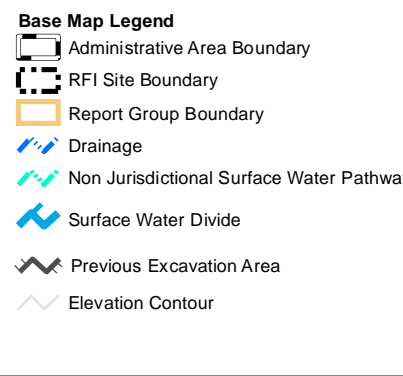 Base Map Legend
Administrative Area Boundary
RFI Site Boundary
Report Group Boundary
Drainage
Non Jurisdictional Surface Water Pathwa
Surface Water Divide
Previous Excavation Area
Elevation Contour